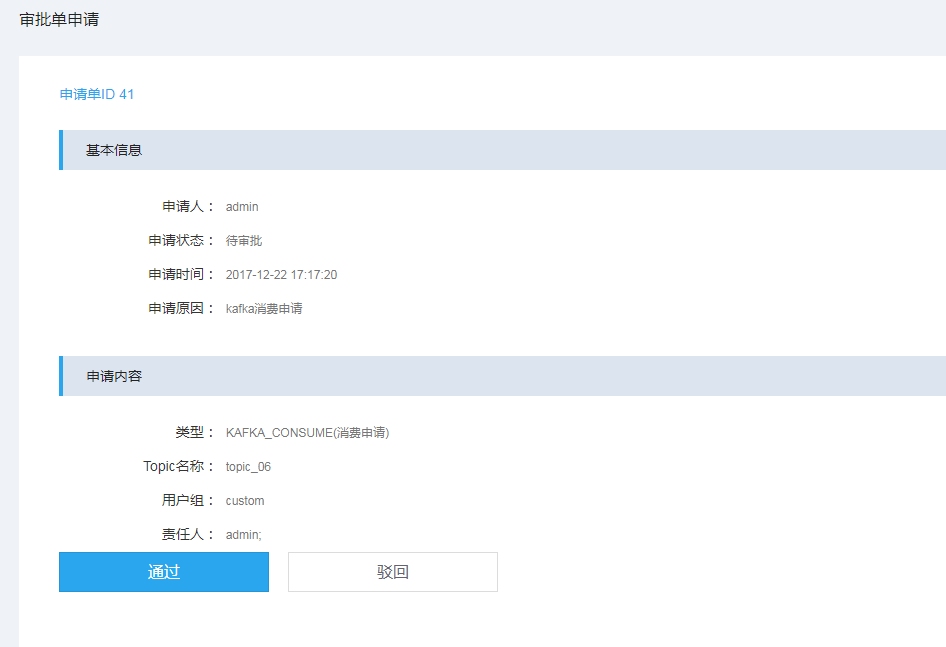 审批单申请
申请单ID 41
基本信息
申请人： admin
申请状态： 待审批
申请时间： 2017-12-22 17:17:20
申请原因： kafka消费申请
申请内容
类型： KAFKA_CONSUME(消费申请)
Topic名称： topic_06
用户组： custom
责任人： admin;
通过 驳回